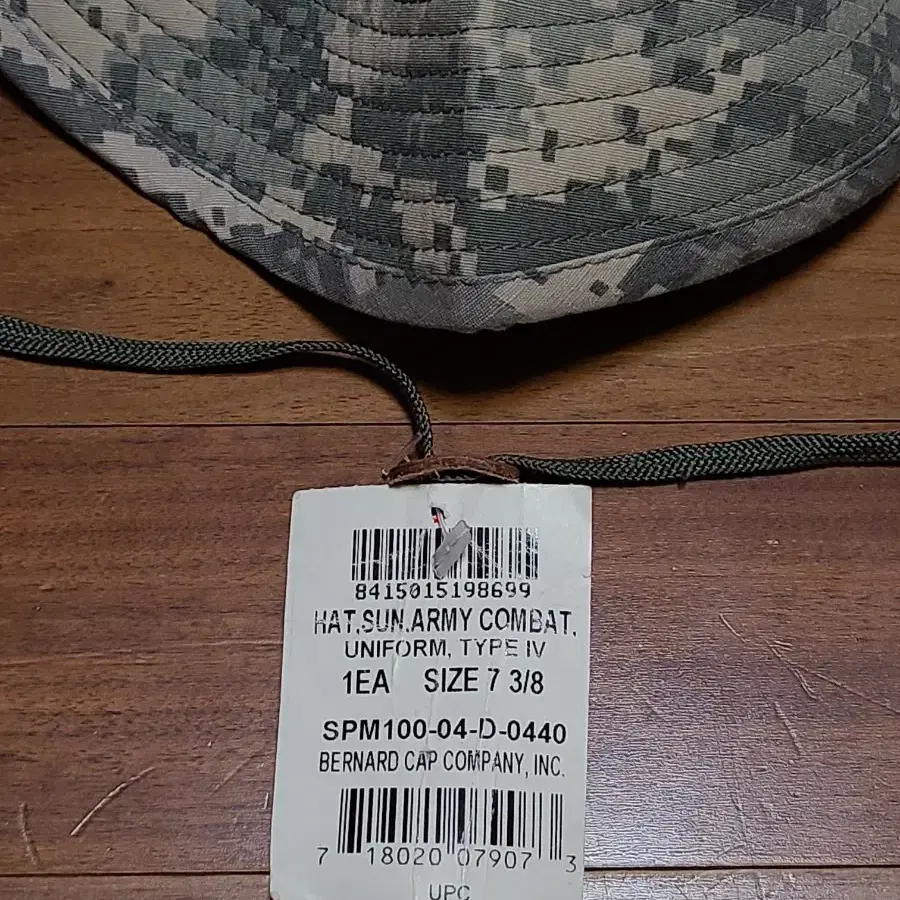 8415015198699
HAT,SUN,ARMY COMBAT,
UNIFORM, TYPE IV
1EA SIZE 7 3/8
SPM100-04-D-0440
BERNARD CAP COMPANY, INC.
7 18020 07907 3
UPC